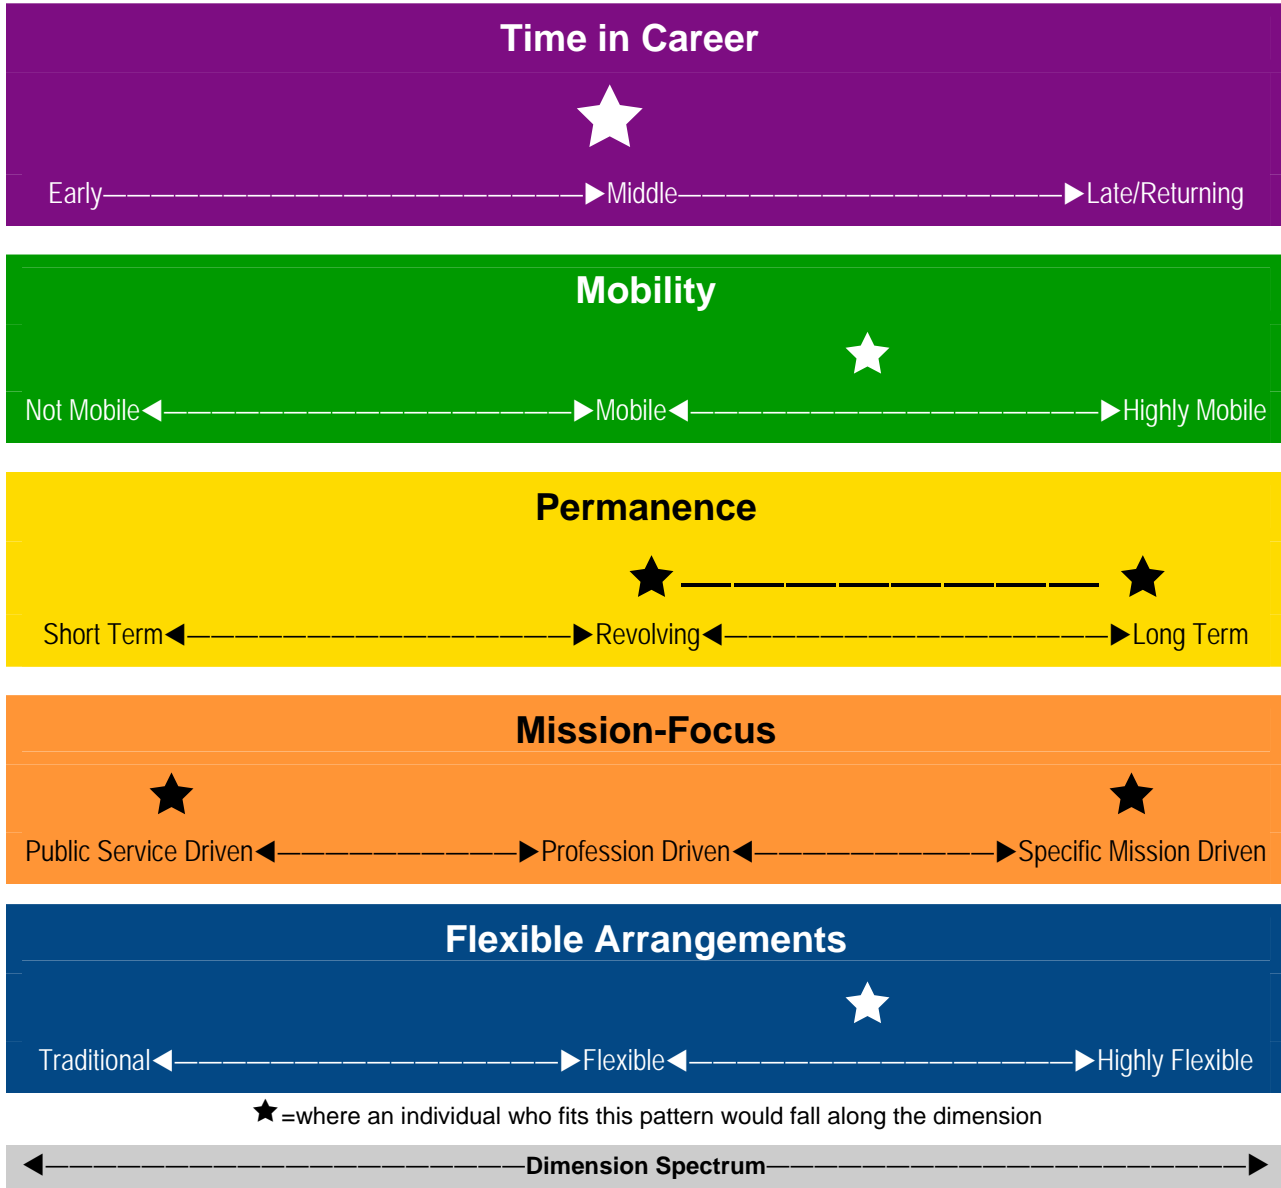 Time in Career
Early————————————————————▶Middle————————————————▶Late/Returning
Mobility
Not Mobile◀—————————————————▶Mobile◀—————————————————▶Highly Mobile
Permanence
Short Term◀————————————————▶Revolving◀————————————————▶Long Term
Mission-Focus
Public Service Driven◀——————————▶Profession Driven◀——————————▶Specific Mission Driven
Flexible Arrangements
Traditional◀————————————————▶Flexible◀————————————————▶Highly Flexible
★=where an individual who fits this pattern would fall along the dimension
◀————————————————————Dimension Spectrum————————————————————▶